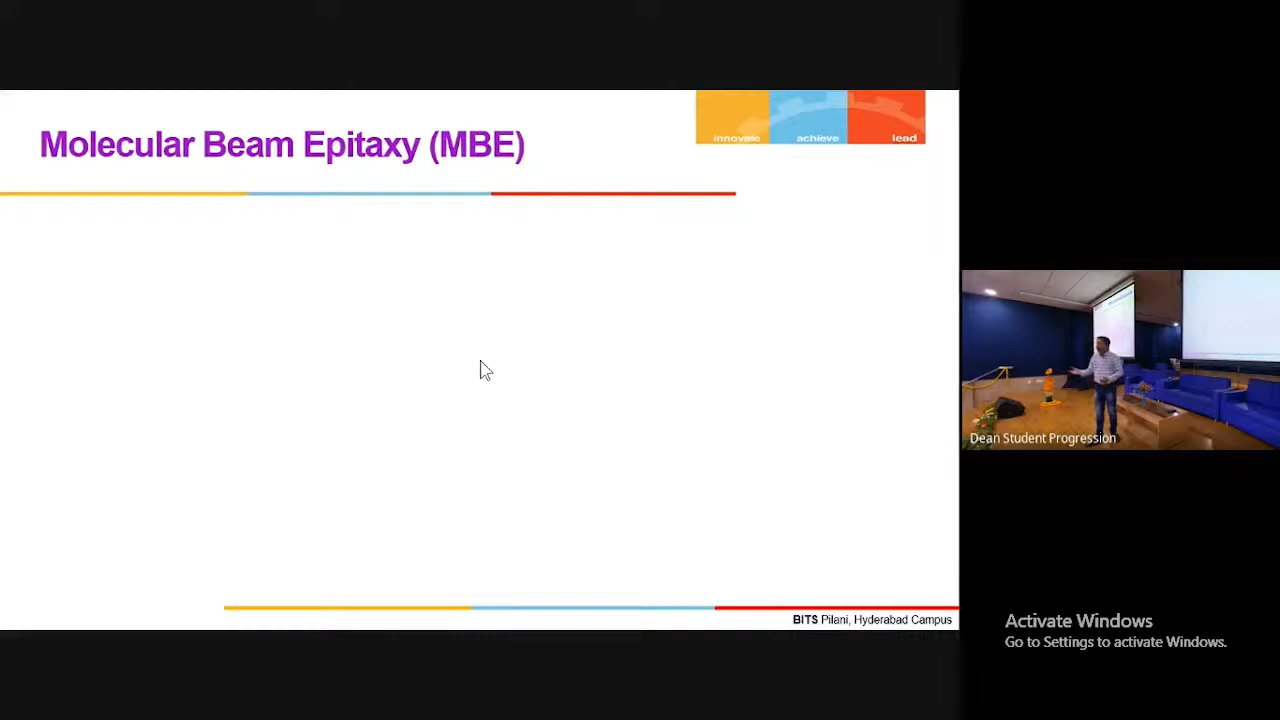 Molecular Beam Epitaxy (MBE)
innovate achieve lead
Dean Student Progression
BITS Pilani, Hyderabad Campus
Activate Windows
Go to Settings to activate Windows.